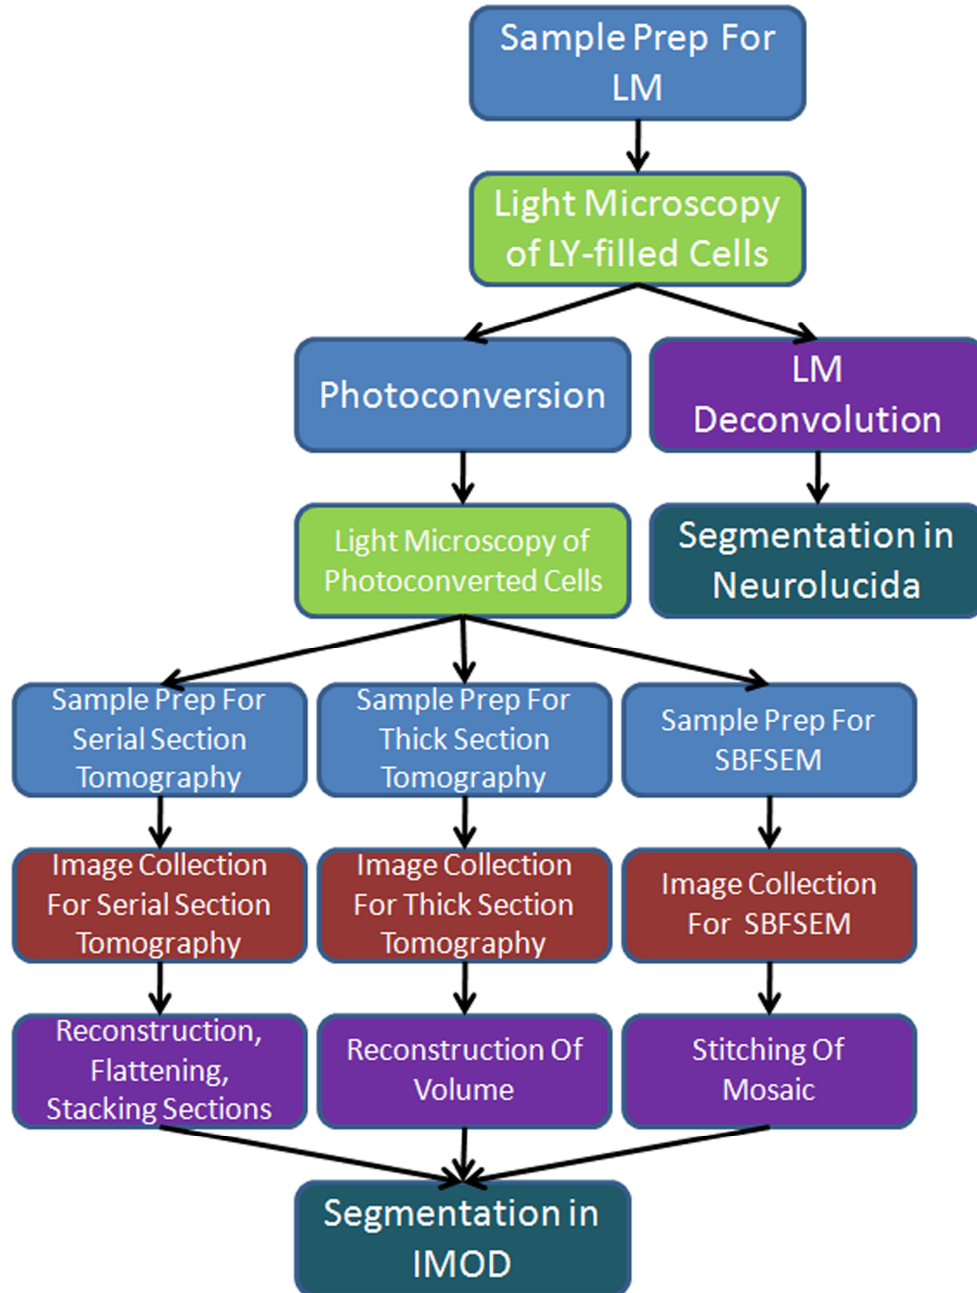 Sample Prep For
LM
Light Microscopy
of LY-filled Cells
Photoconversion
LM
Deconvolution
Light Microscopy of
Photoconverted Cells
Segmentation in
Neurolucida
Sample Prep For
Serial Section
Tomography
Sample Prep For
Thick Section
Tomography
Sample Prep For
SBFSEM
Image Collection
For Serial Section
Tomography
Image Collection
For Thick Section
Tomography
Image Collection
For SBFSEM
Reconstruction,
Flattening,
Stacking Sections
Reconstruction Of
Volume
Stitching Of
Mosaic
Segmentation in
IMOD